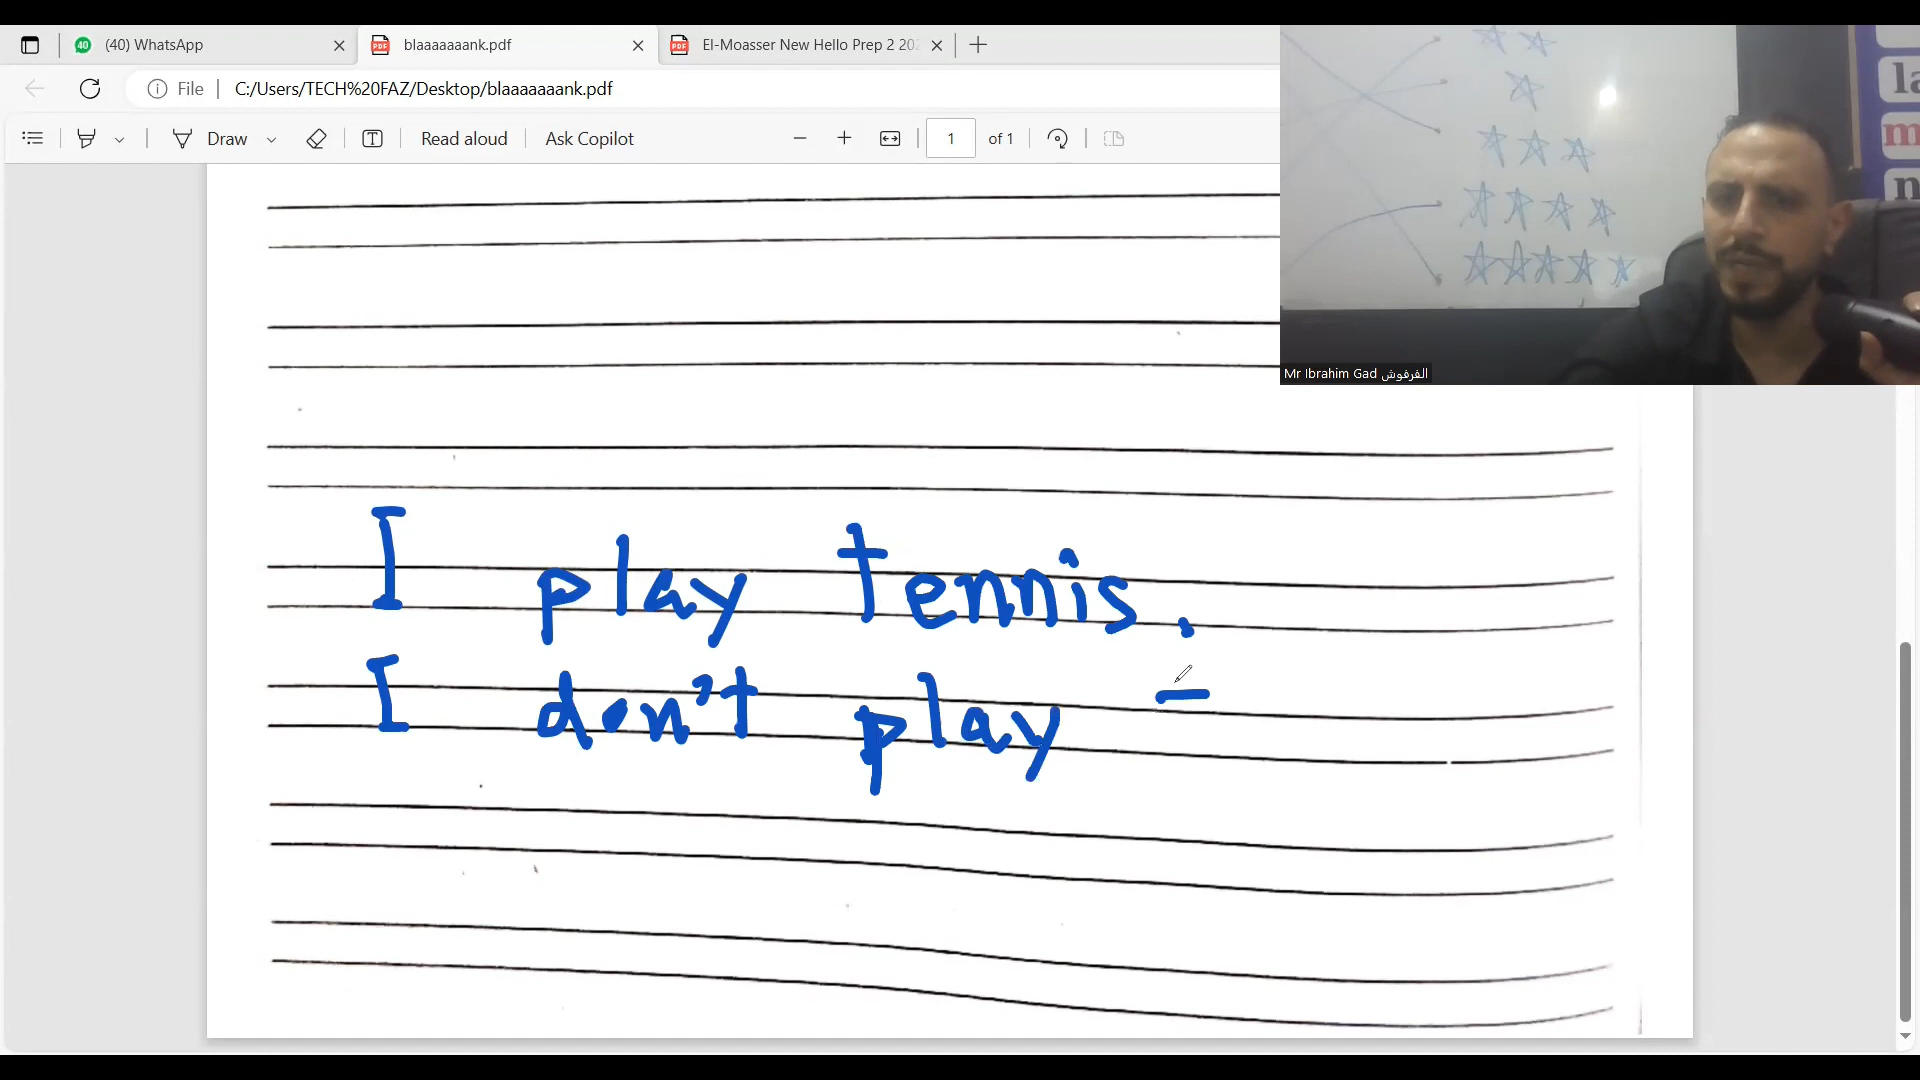 (40) WhatsApp
blaaaaaaank.pdf
El-Moasser New Hello Prep 2 202
File
C:/Users/TECH%20FAZ/Desktop/blaaaaaaank.pdf
Draw
Read aloud
Ask Copilot
1 of 1
Mr Ibrahim Gad الفرفوش
I play tennis.
I don't play